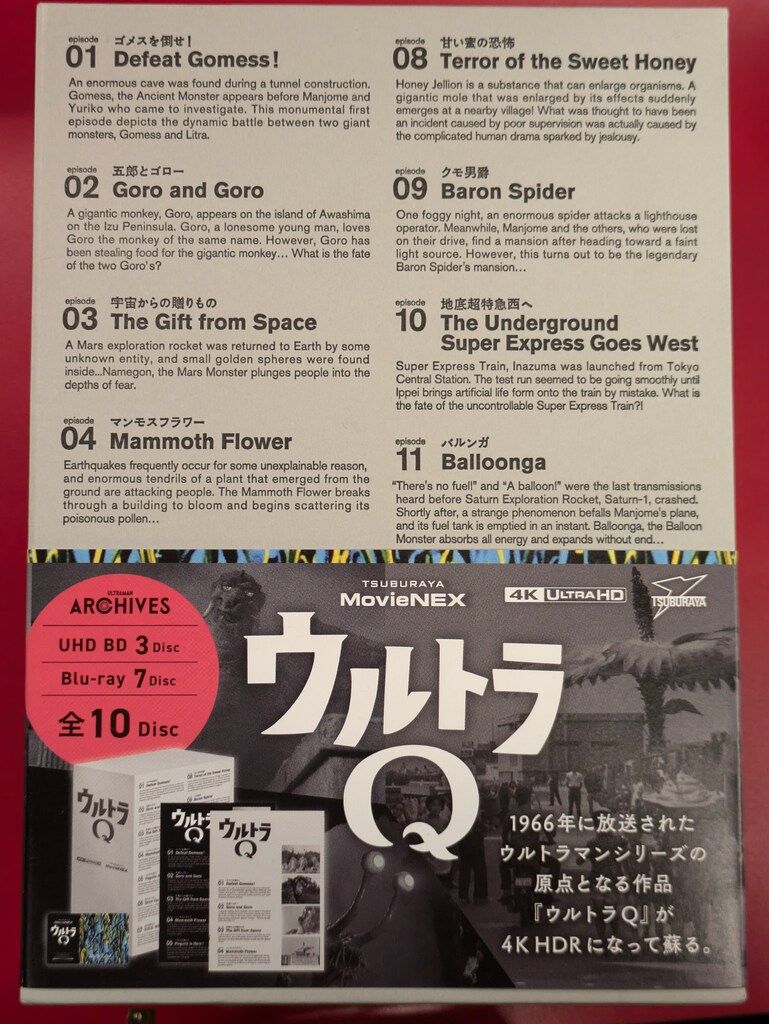 episode
01
ゴメスを倒せ!
Defeat Gomess!
An enormous cave was found during a tunnel construction.
Gomess, the Ancient Monster appears before Manjome and
Yuriko who came to investigate. This monumental first
episode depicts the dynamic battle between two giant
monsters, Gomess and Litra.
episode
02
五郎とゴロー
Goro and Goro
A gigantic monkey, Goro, appears on the island of Awashima
on the Izu Peninsula. Goro, a lonesome young man, loves
Goro the monkey of the same name. However, Goro has
been stealing food for the gigantic monkey... What is the fate
of the two Goro's?
episode
03
宇宙からの贈りもの
The Gift from Space
A Mars exploration rocket was returned to Earth by some
unknown entity, and small golden spheres were found
inside...Namegon, the Mars Monster plunges people into the
depths of fear.
episode
04
マンモスフラワー
Mammoth Flower
Earthquakes frequently occur for some unexplainable reason,
and enormous tendrils of a plant that emerged from the
ground are attacking people. The Mammoth Flower breaks
through a building to bloom and begins scattering its
poisonous pollen...
episode
08
甘い蜜の恐怖
Terror of the Sweet Honey
Honey Jellion is a substance that can enlarge organisms. A
gigantic mole that was enlarged by its effects suddenly
emerges at a nearby village! What was thought to have been
an incident caused by poor supervision was actually caused by
the complicated human drama sparked by jealousy.
episode
09
クモ男爵
Baron Spider
One foggy night, an enormous spider attacks a lighthouse
operator. Meanwhile, Manjome and the others, who were lost
on their drive, find a mansion after heading toward a faint
light source. However, this turns out to be the legendary
Baron Spider's mansion...
episode
10
地底超特急西へ
The Underground
Super Express Goes West
Super Express Train, Inazuma was launched from Tokyo
Central Station. The test run seemed to be going smoothly until
Ippei brings artificial life form onto the train by mistake. What is
the fate of the uncontrollable Super Express Train?!
episode
11
バルンガ
Balloonga
"There's no fuel!" and "A balloon!" were the last transmissions
heard before Saturn Exploration Rocket, Saturn-1, crashed.
Shortly after, a strange phenomenon befalls Manjome's plane,
and its fuel tank is emptied in an instant. Balloonga, the Balloon
Monster absorbs all energy and expands without end...
ULTRAMAN
ARCHIVES
UHD BD 3 Disc
Blu-ray 7 Disc
全10 Disc
TSUBURAYA
MovieNEX
4K ULTRA HD
TSUBURAYA
ウルトラ
Q
1966年に放送された
ウルトラマンシリーズの
原点となる作品
『ウルトラQ』が
4K HDRになって蘇る。
ウルトラ
Q
ウルトラ
ウルトラ
Q
ウルトラ
Q